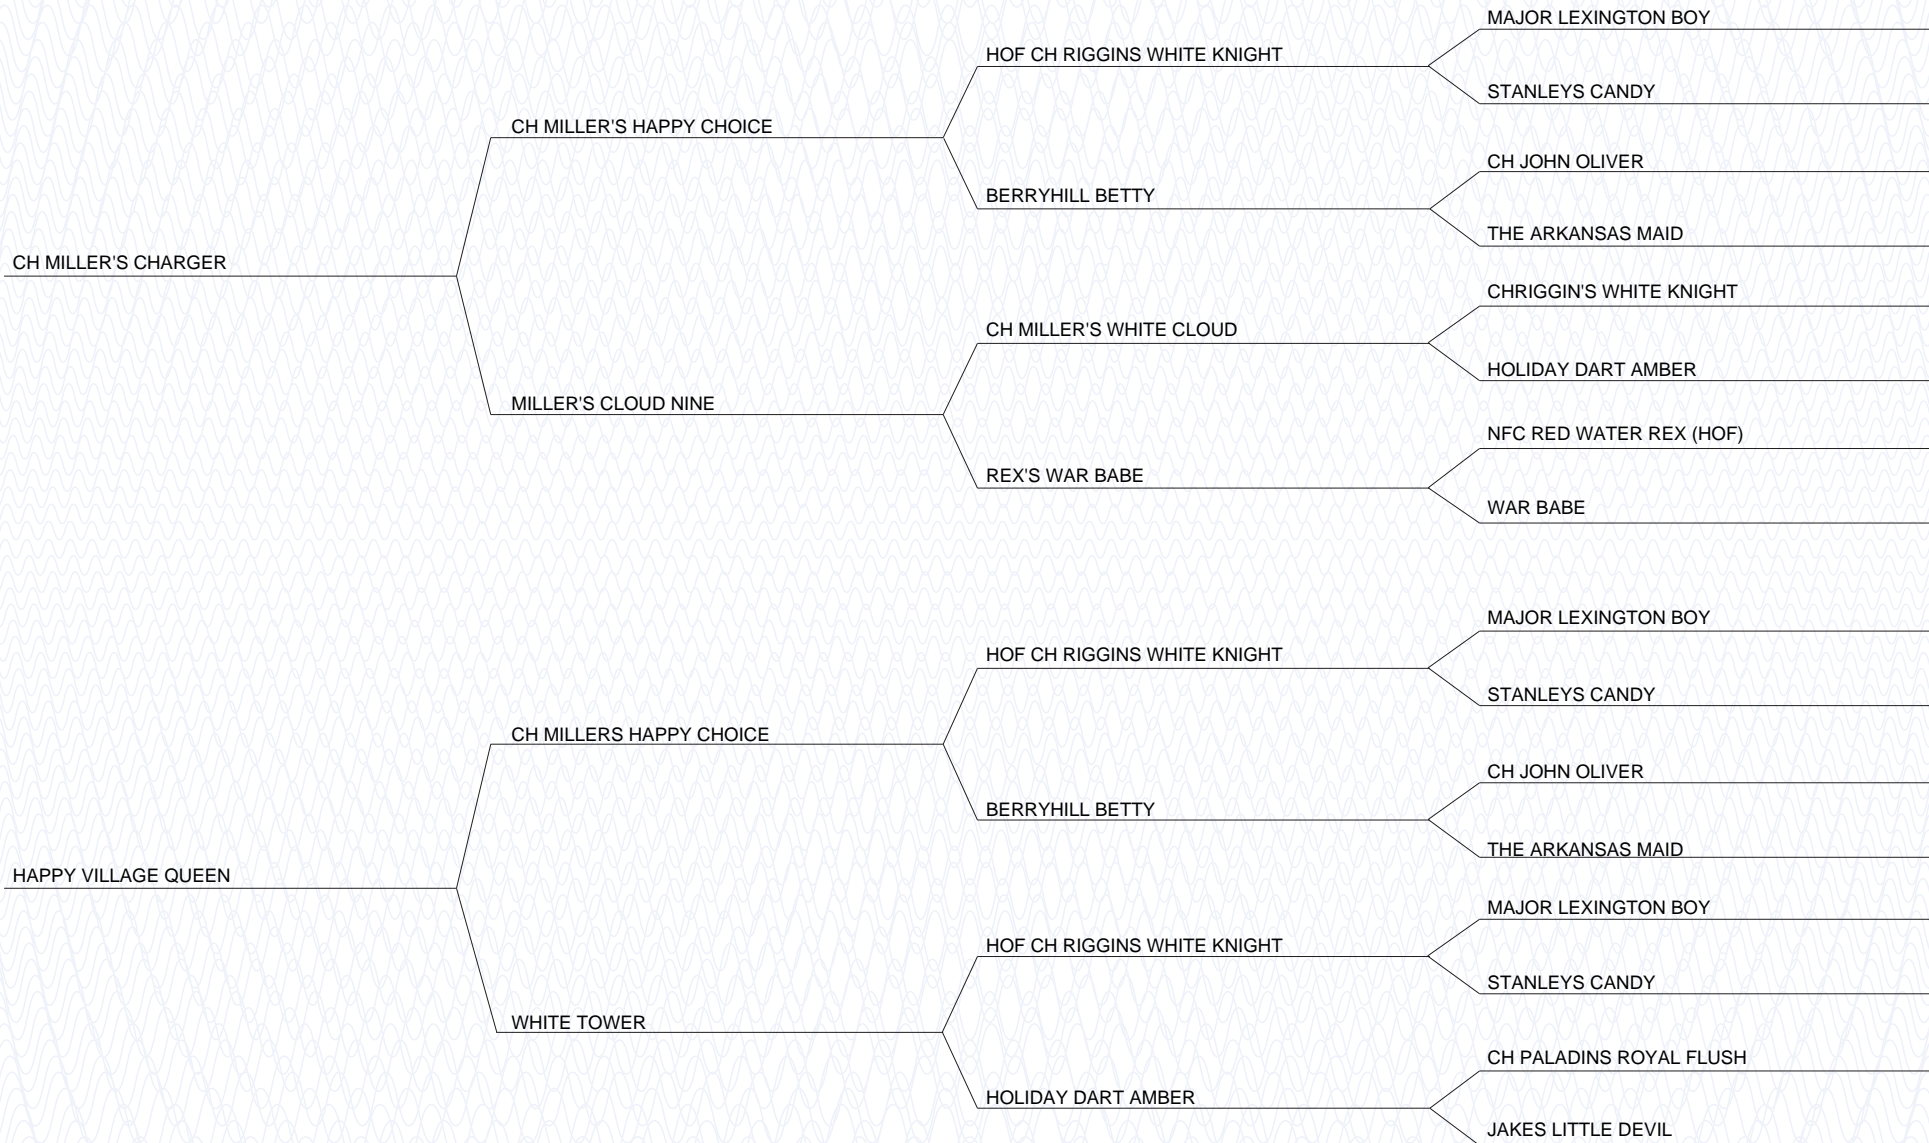 MAJOR LEXINGTON BOY
HOF CH RIGGINS WHITE KNIGHT
STANLEYS CANDY
CH MILLER'S HAPPY CHOICE
CH JOHN OLIVER
BERRYHILL BETTY
THE ARKANSAS MAID
CH MILLER'S CHARGER
CHRIGGIN'S WHITE KNIGHT
CH MILLER'S WHITE CLOUD
HOLIDAY DART AMBER
MILLER'S CLOUD NINE
NFC RED WATER REX (HOF)
REX'S WAR BABE
WAR BABE
MAJOR LEXINGTON BOY
HOF CH RIGGINS WHITE KNIGHT
STANLEYS CANDY
CH MILLERS HAPPY CHOICE
CH JOHN OLIVER
BERRYHILL BETTY
THE ARKANSAS MAID
HAPPY VILLAGE QUEEN
MAJOR LEXINGTON BOY
HOF CH RIGGINS WHITE KNIGHT
STANLEYS CANDY
WHITE TOWER
CH PALADINS ROYAL FLUSH
HOLIDAY DART AMBER
JAKES LITTLE DEVIL